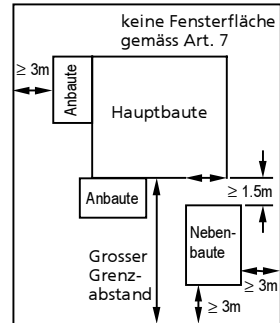 keine Fensterfläche
gemäss Art. 7
≥ 3m
Anbaute
Hauptbaute
Anbaute
≥ 1.5m
Neben-
baute
Grosser
Grenz-
abstand
≥ 3m
≥ 3m